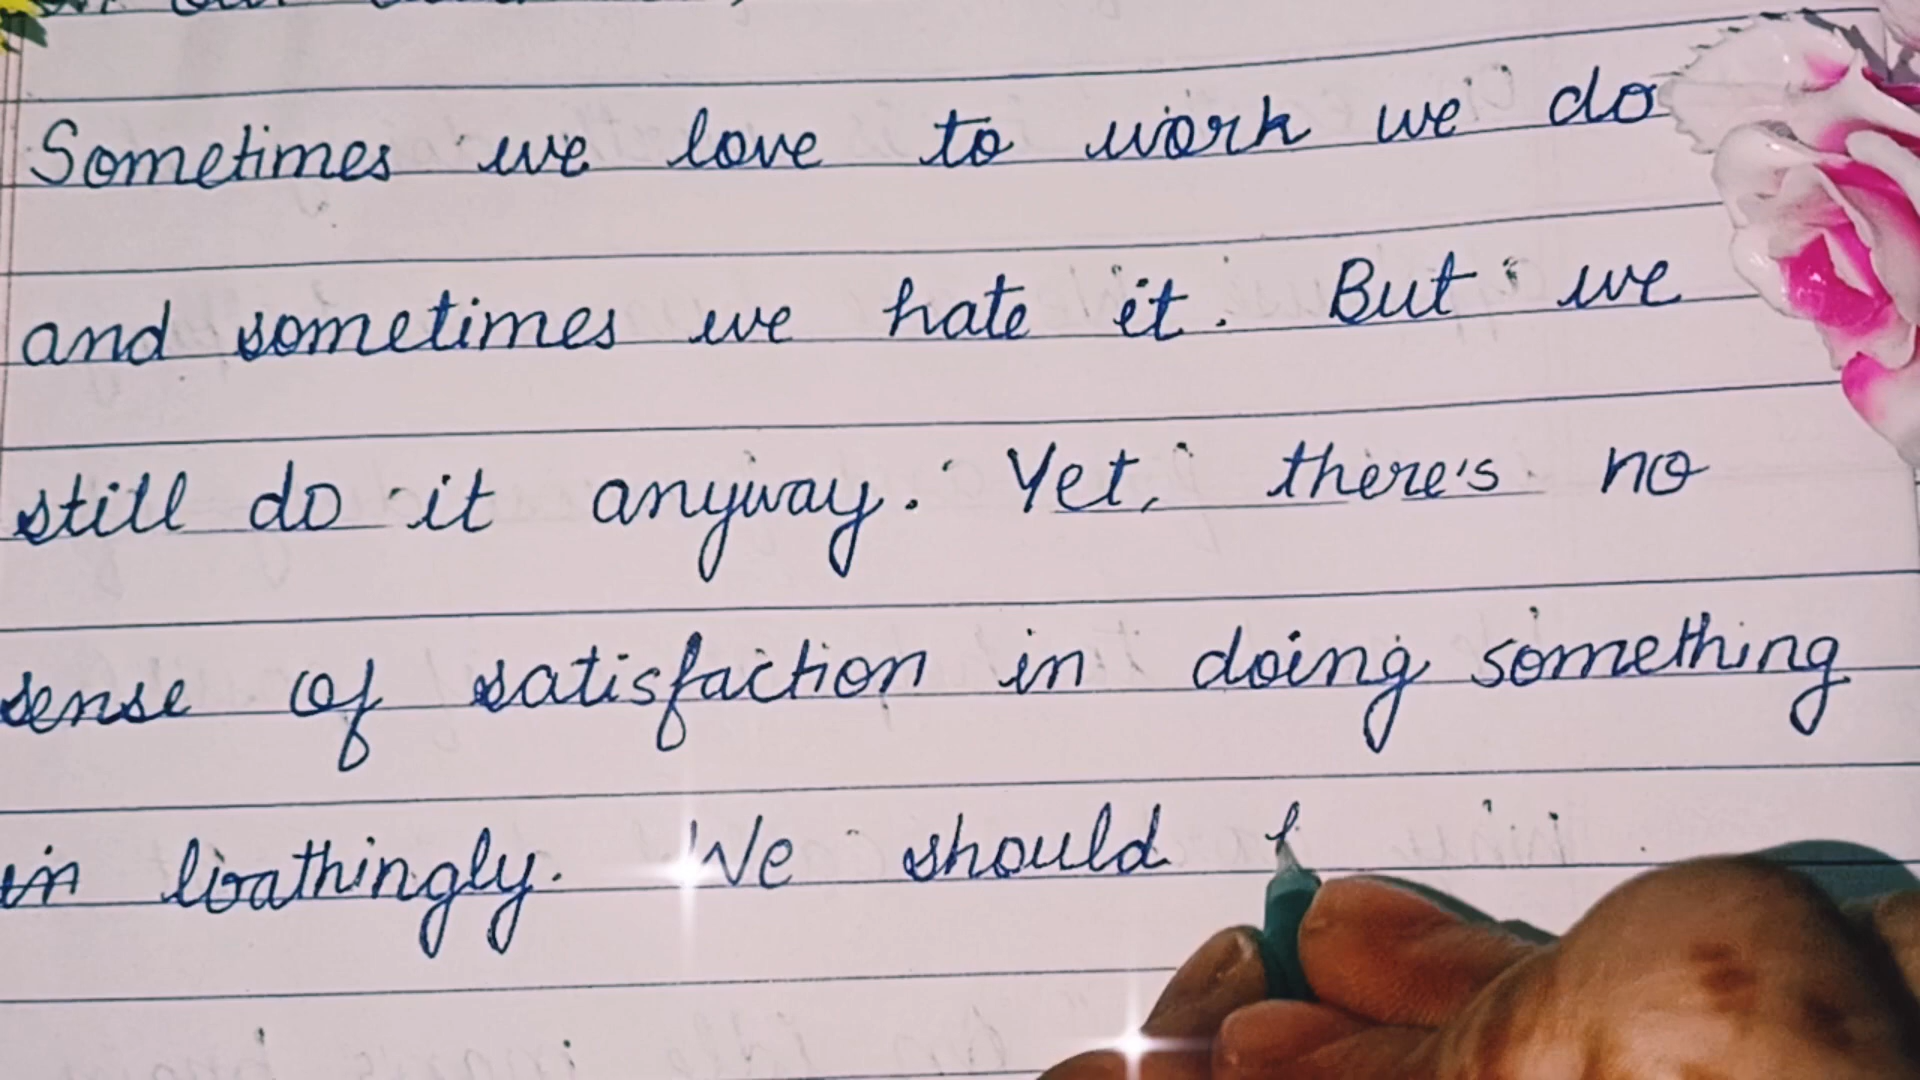 Sometimes we love to work we do
and sometimes we hate it. But we
still do it anyway. Yet, there's no
sense of satisfaction in doing something
in loathingly. We should